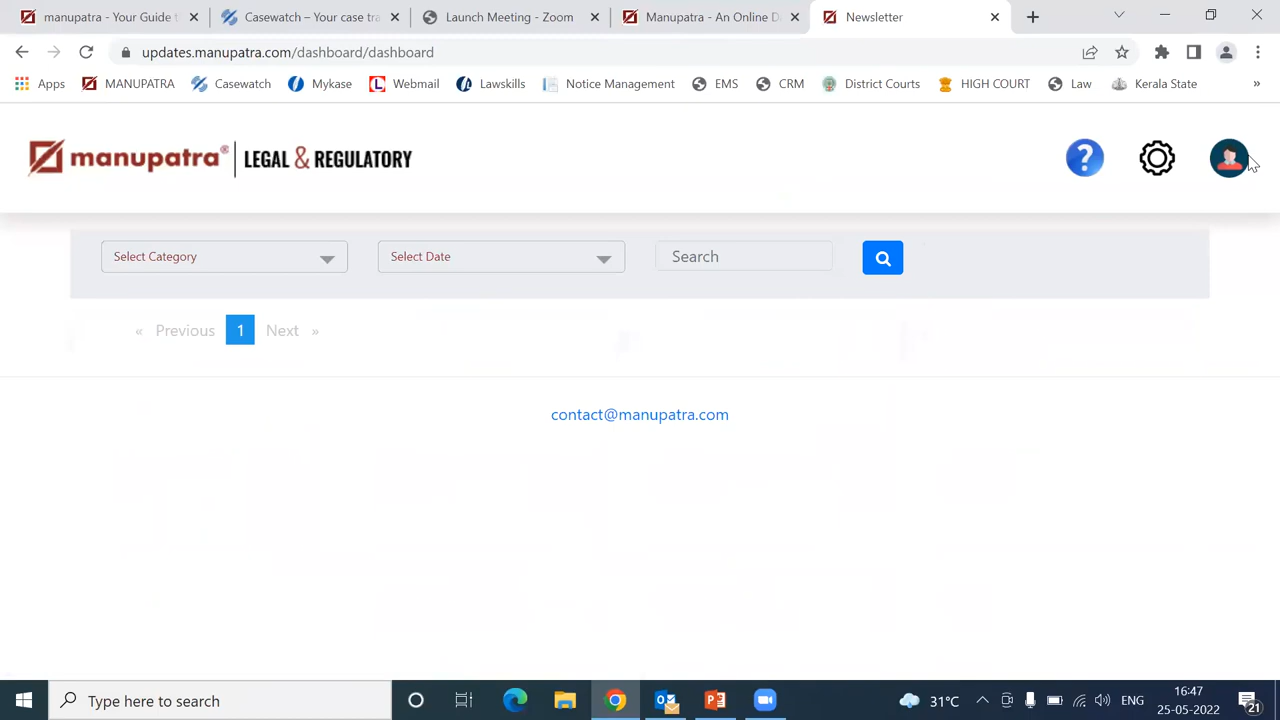 manupatra - Your Guide t
Casewatch – Your case tra
Launch Meeting - Zoom
Manupatra - An Online D
Newsletter
updates.manupatra.com/dashboard/dashboard
Apps
MANUPATRA
Casewatch
Mykase
Webmail
Lawskills
Notice Management
EMS
CRM
District Courts
HIGH COURT
Law
Kerala State
»
manupatra® LEGAL & REGULATORY
?
Select Category
Select Date
Search
« Previous 1 Next »
contact@manupatra.com
Type here to search
31°C
ENG
16:47
25-05-2022
21